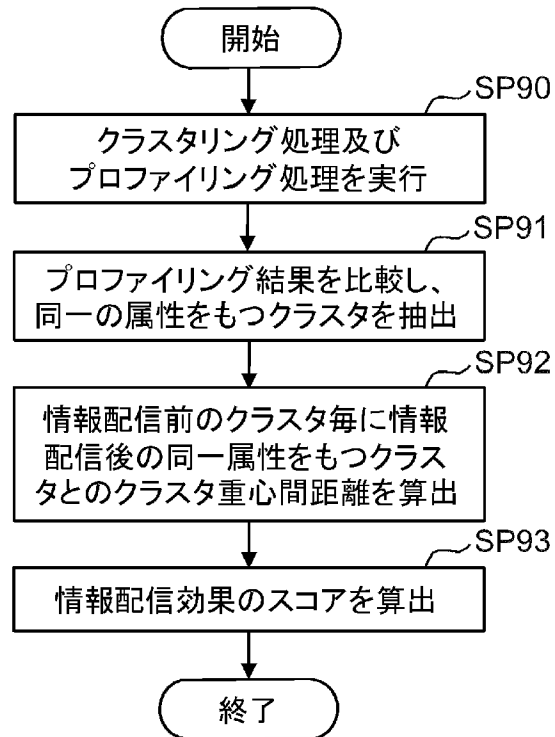 開始
SP90
クラスタリング処理及び
プロファイリング処理を実行
SP91
プロファイリング結果を比較し、
同一の属性をもつクラスタを抽出
SP92
情報配信前のクラスタ毎に情報
配信後の同一属性をもつクラス
タとのクラスタ重心間距離を算出
SP93
情報配信効果のスコアを算出
終了